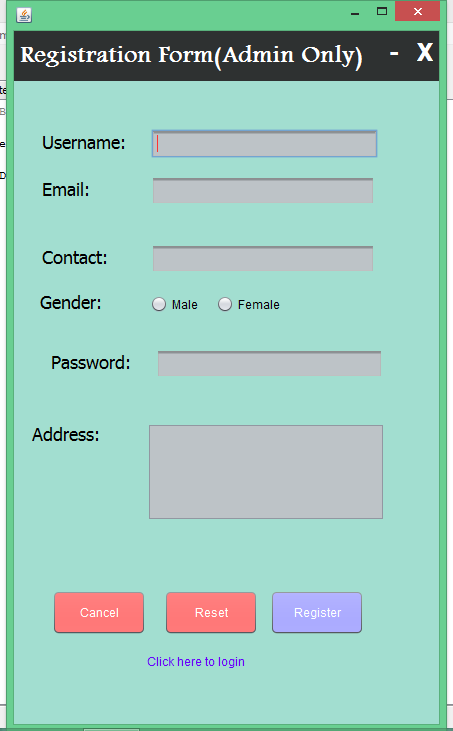 Registration Form(Admin Only) - X
Username:
Email:
Contact:
Gender: Male Female
Password:
Address:
Cancel Reset Register
Click here to login